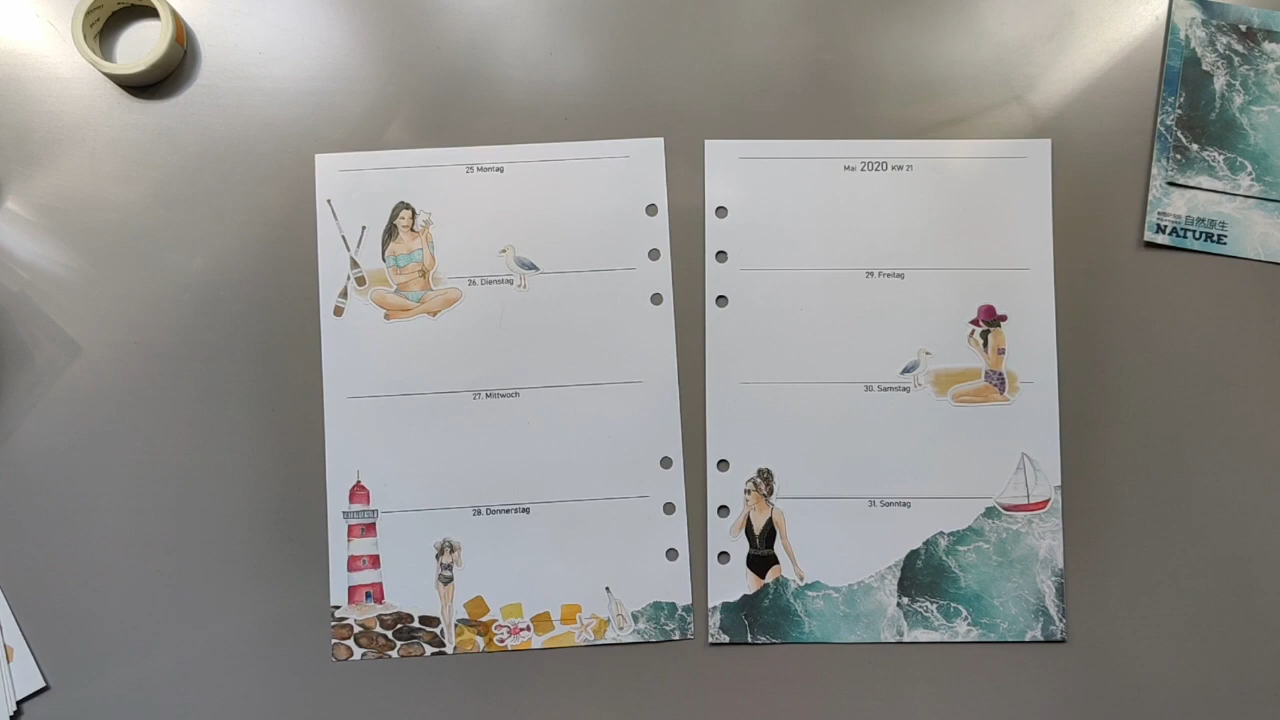 25 Montag
26. Dienstag
27. Mittwoch
28. Donnerstag
Mai 2020 KW 21
29. Freitag
30. Samstag
31. Sonntag
自然原生
NATURE